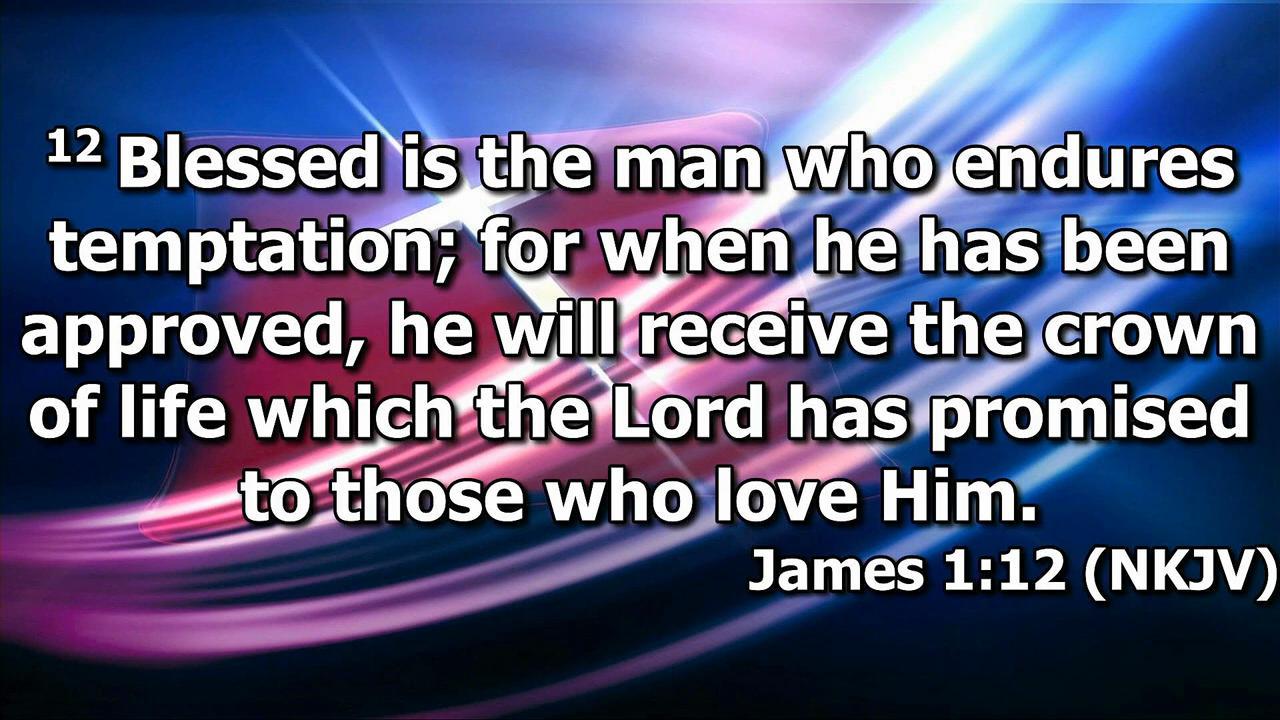 12 Blessed is the man who endures
temptation; for when he has been
approved, he will receive the crown
of life which the Lord has promised
to those who love Him.
James 1:12 (NKJV)